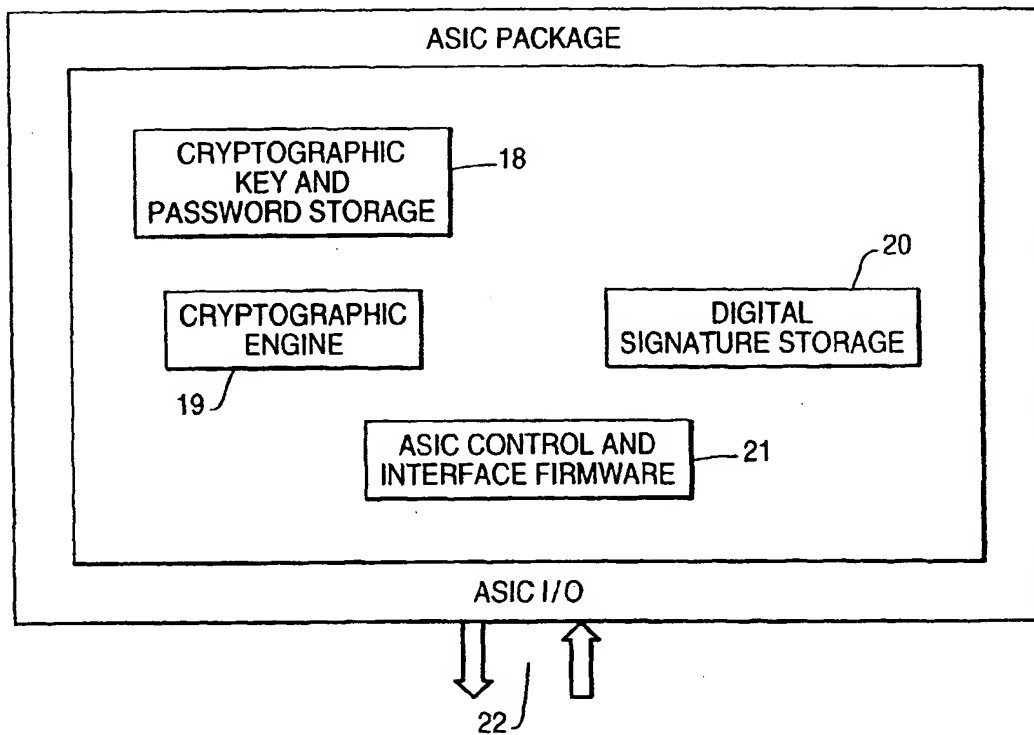 ASIC PACKAGE
CRYPTOGRAPHIC
KEY AND
PASSWORD STORAGE
18
20
CRYPTOGRAPHIC
ENGINE
DIGITAL
SIGNATURE STORAGE
19
ASIC CONTROL AND
INTERFACE FIRMWARE
21
ASIC I/O
22